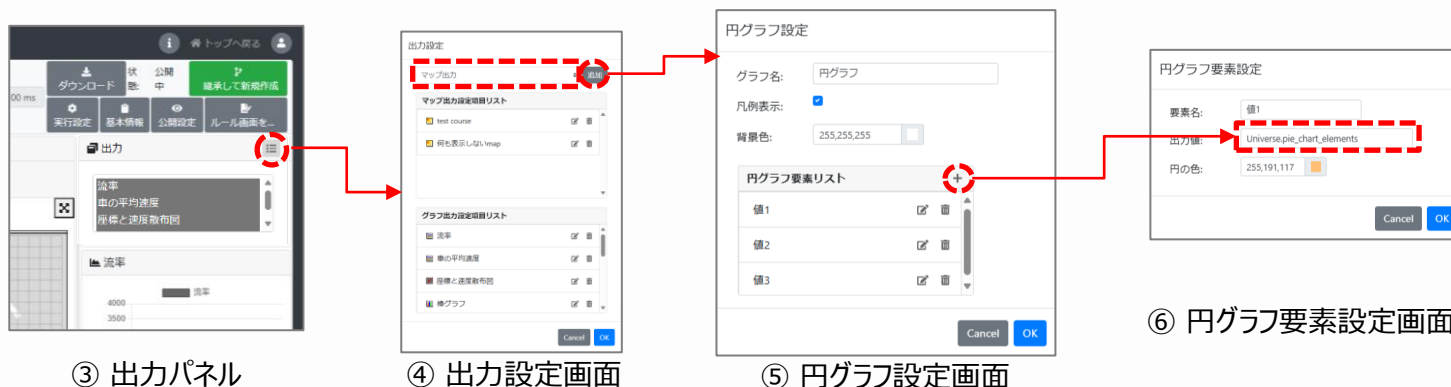 トップへ戻る
ダウンロード
状態:
公開中
継承して新規作成
00 ms
実行設定
基本情報
公開設定
ルール画面を...
出力
流率
車の平均速度
座標と速度散布図
流率
流率
4000
3500
③ 出力パネル
出力設定
マップ出力
追加
マップ出力設定項目リスト
test course
何も表示しないmap
グラフ出力設定項目リスト
流率
車の平均速度
座標と速度散布図
棒グラフ
Cancel
OK
④ 出力設定画面
円グラフ設定
グラフ名:
円グラフ
凡例表示:
背景色:
255,255,255
円グラフ要素リスト
+
値1
値2
値3
Cancel
OK
⑤ 円グラフ設定画面
円グラフ要素設定
要素名:
値1
出力値:
Universe.pie_chart_elements
円の色:
255,191,117
Cancel
OK
⑥ 円グラフ要素設定画面